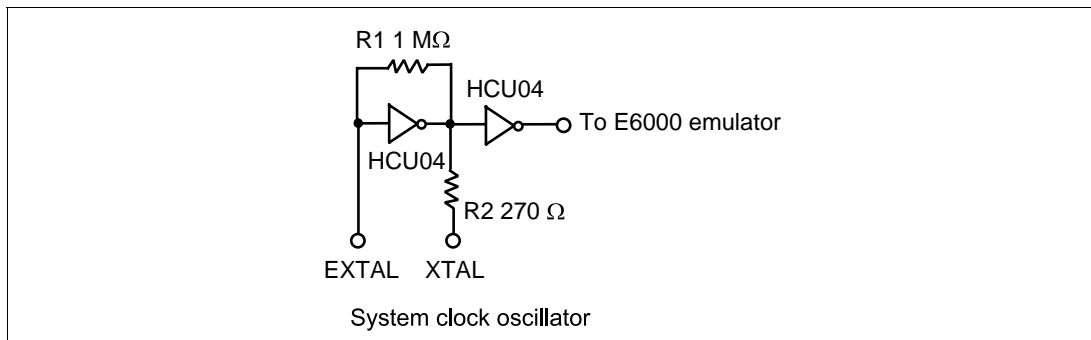 R1 1 MΩ
HCU04
To E6000 emulator
HCU04
R2 270 Ω
EXTAL XTAL
System clock oscillator